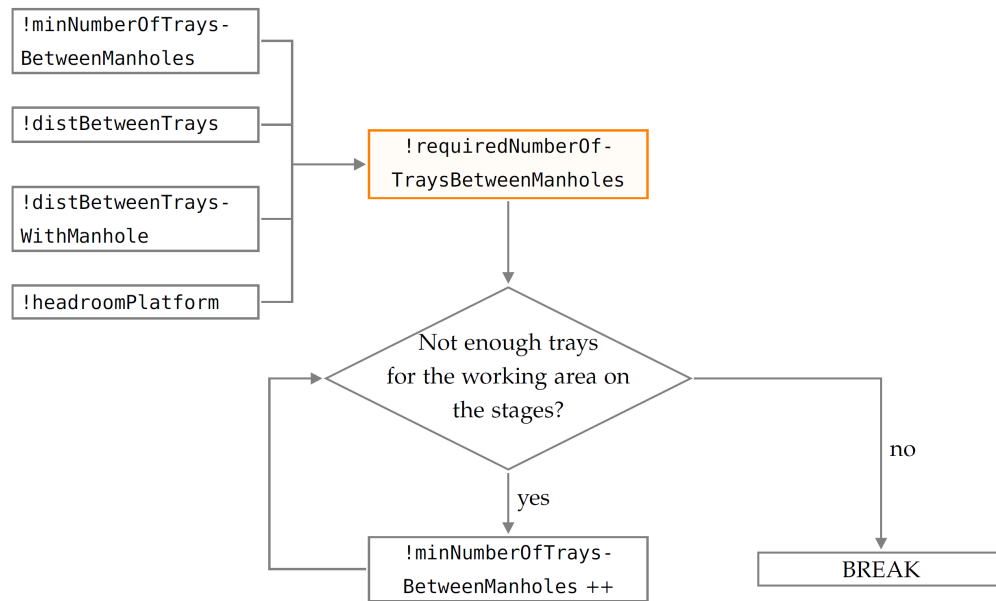 !minNumberOfTrays-
BetweenManholes
!distBetweenTrays
!distBetweenTrays-
WithManhole
!headroomPlatform
!requiredNumberOf-
TraysBetweenManholes
Not enough trays
for the working area on
the stages?
yes
no
!minNumberOfTrays-
BetweenManholes ++
BREAK